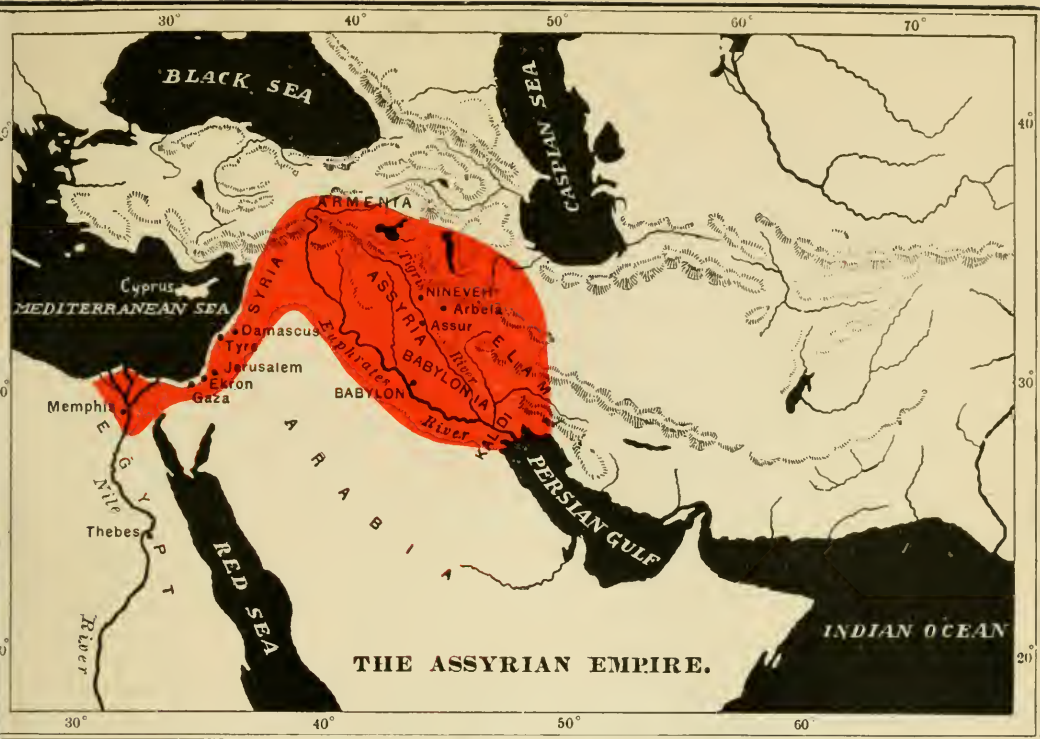 30° 40° 50° 60° 70°
BLACK SEA
CASPIAN SEA
40°
ARMENIA
SYRIA
Tigris
ASSYRIA
NINEVEH
Arbela
Assur
Cyprus
MEDITERRANEAN SEA
Damascus
Tyre
Euphrates
River
ELAM
BABYLONIA
Jerusalem
Ekron
Gaza
BABYLON
River
KALDI
30°
Memphis
EGYPT
Nile
ARABIA
PERSIAN GULF
Thebes
RED SEA
River
INDIAN OCEAN
THE ASSYRIAN EMPIRE.
20°
30° 40° 50° 60°